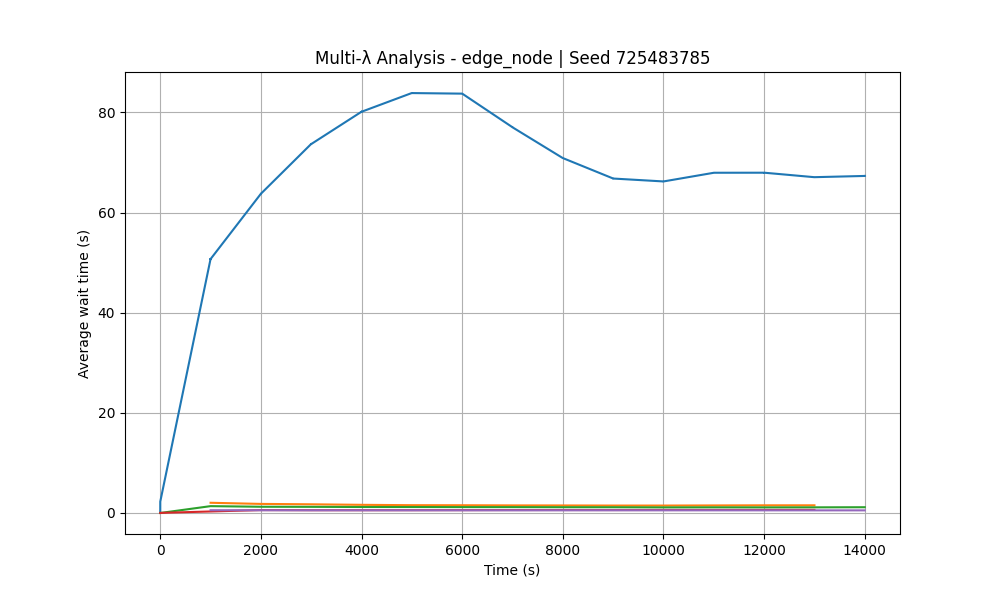 Multi-λ Analysis - edge_node | Seed 725483785
Average wait time (s)
80
60
40
20
0
0 2000 4000 6000 8000 10000 12000 14000
Time (s)